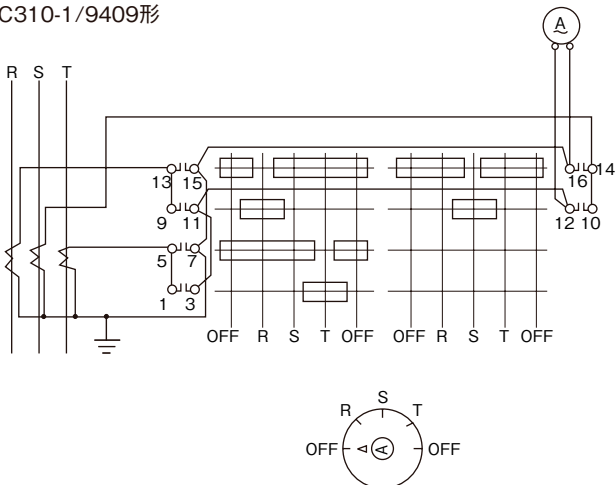 C310-1/9409形
A
R S T
13 15
16 14
9 11
12 10
5 7
1 3
OFF R S T OFF OFF R S T OFF
S
R T
OFF A OFF